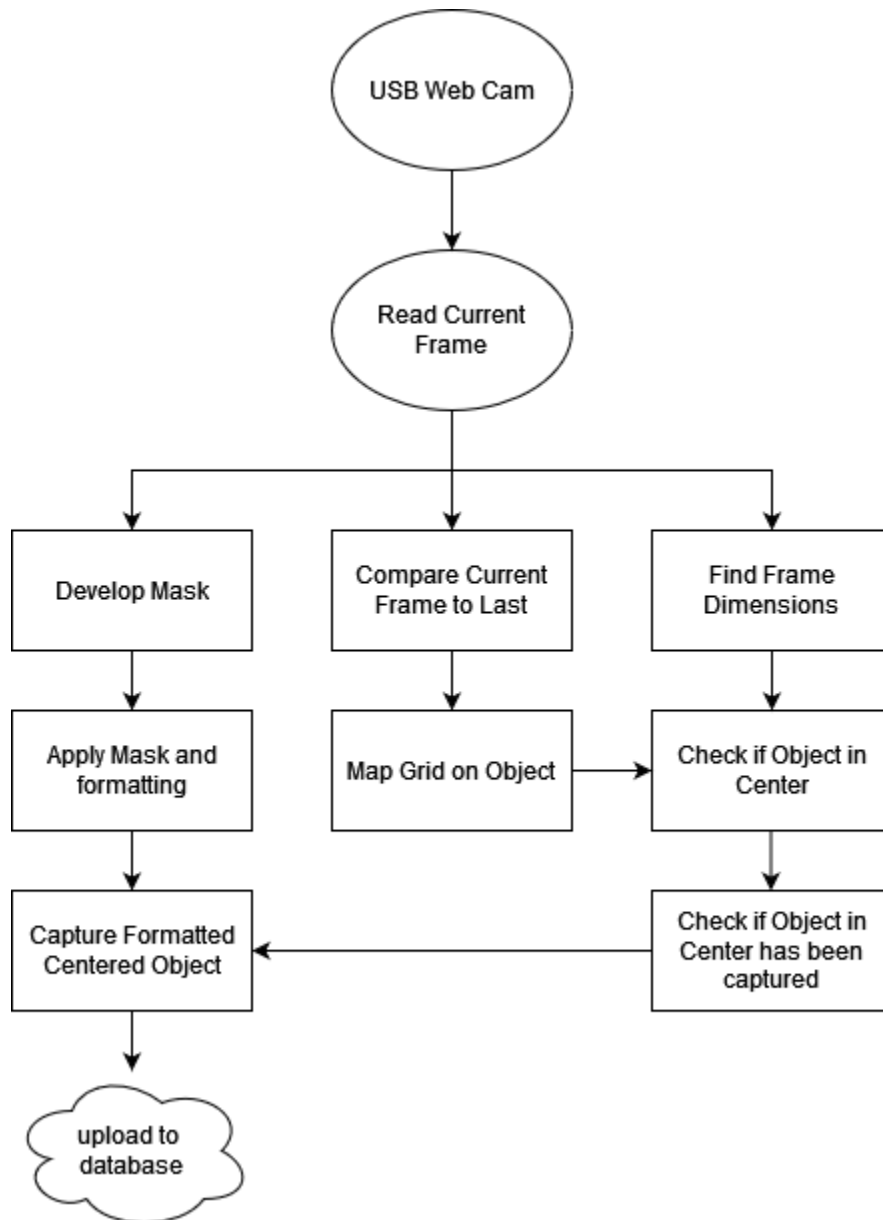 USB Web Cam
Read Current
Frame
Develop Mask
Compare Current
Frame to Last
Find Frame
Dimensions
Apply Mask and
formatting
Map Grid on Object
Check if Object in
Center
Capture Formatted
Centered Object
Check if Object in
Center has been
captured
upload to
database